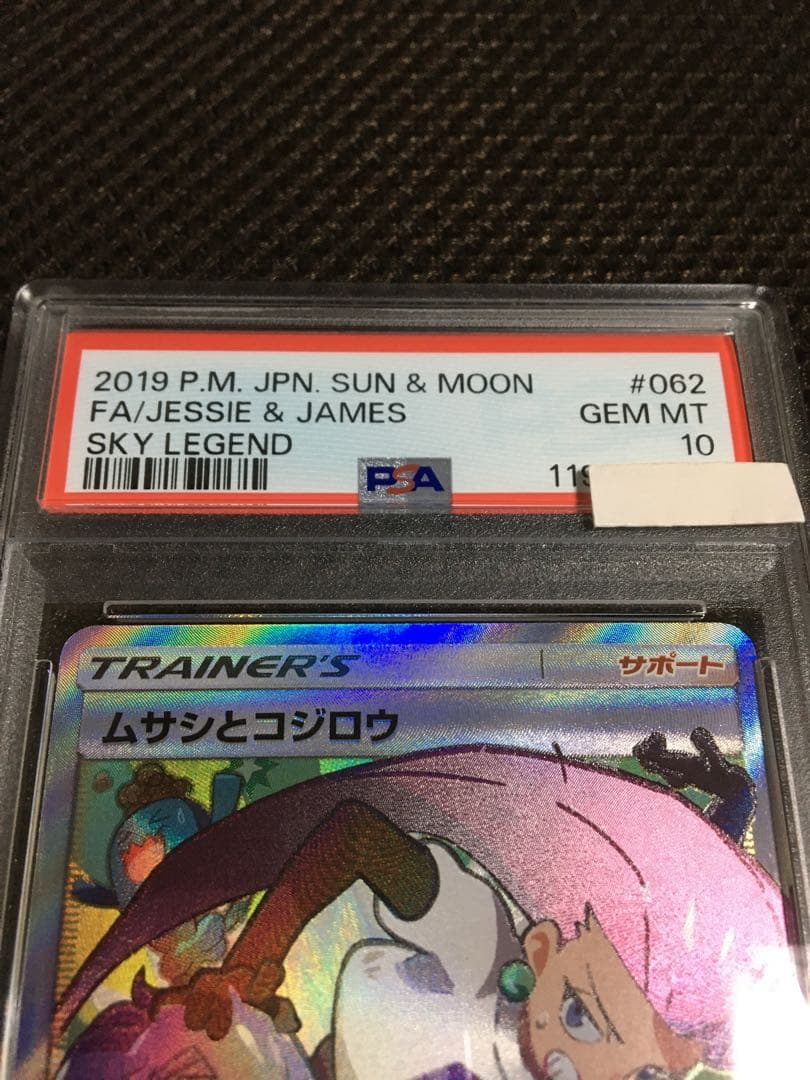 2019 P.M. JPN. SUN & MOON #062
FA/JESSIE & JAMES GEM MT
SKY LEGEND 10
PSA 119
TRAINER'S サポート
ムサシとコジロウ